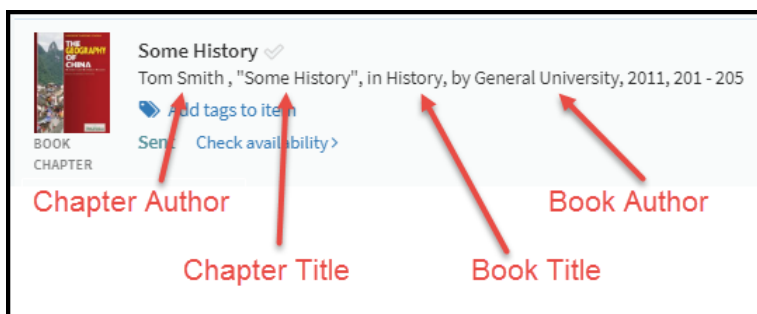 THE
GEOGRAPHY
OF
CHINA
Some History
Tom Smith , "Some History", in History, by General University, 2011, 201 - 205
Add tags to item
BOOK
CHAPTER
Sent Check availability >
Chapter Author
Book Author
Chapter Title
Book Title